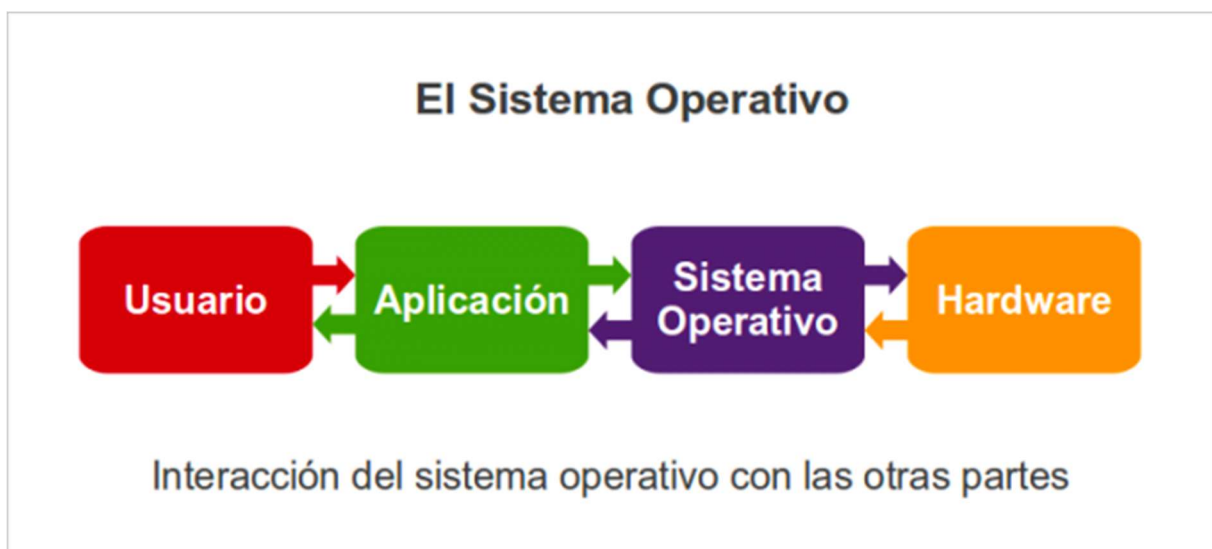 El Sistema Operativo
Usuario
Aplicación
Sistema
Operativo
Hardware
Interacción del sistema operativo con las otras partes